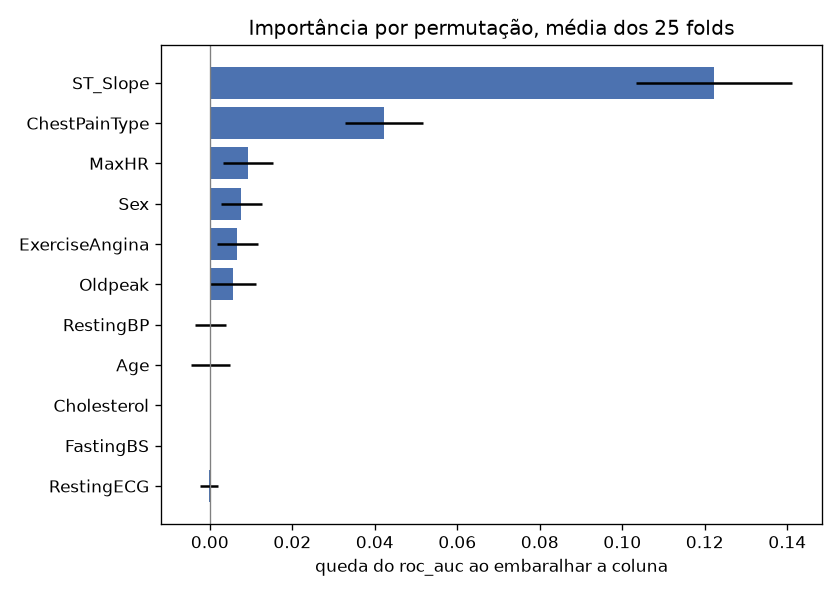 Importância por permutação, média dos 25 folds
ST_Slope
ChestPainType
MaxHR
Sex
ExerciseAngina
Oldpeak
RestingBP
Age
Cholesterol
FastingBS
RestingECG
0.00 0.02 0.04 0.06 0.08 0.10 0.12 0.14
queda do roc_auc ao embaralhar a coluna